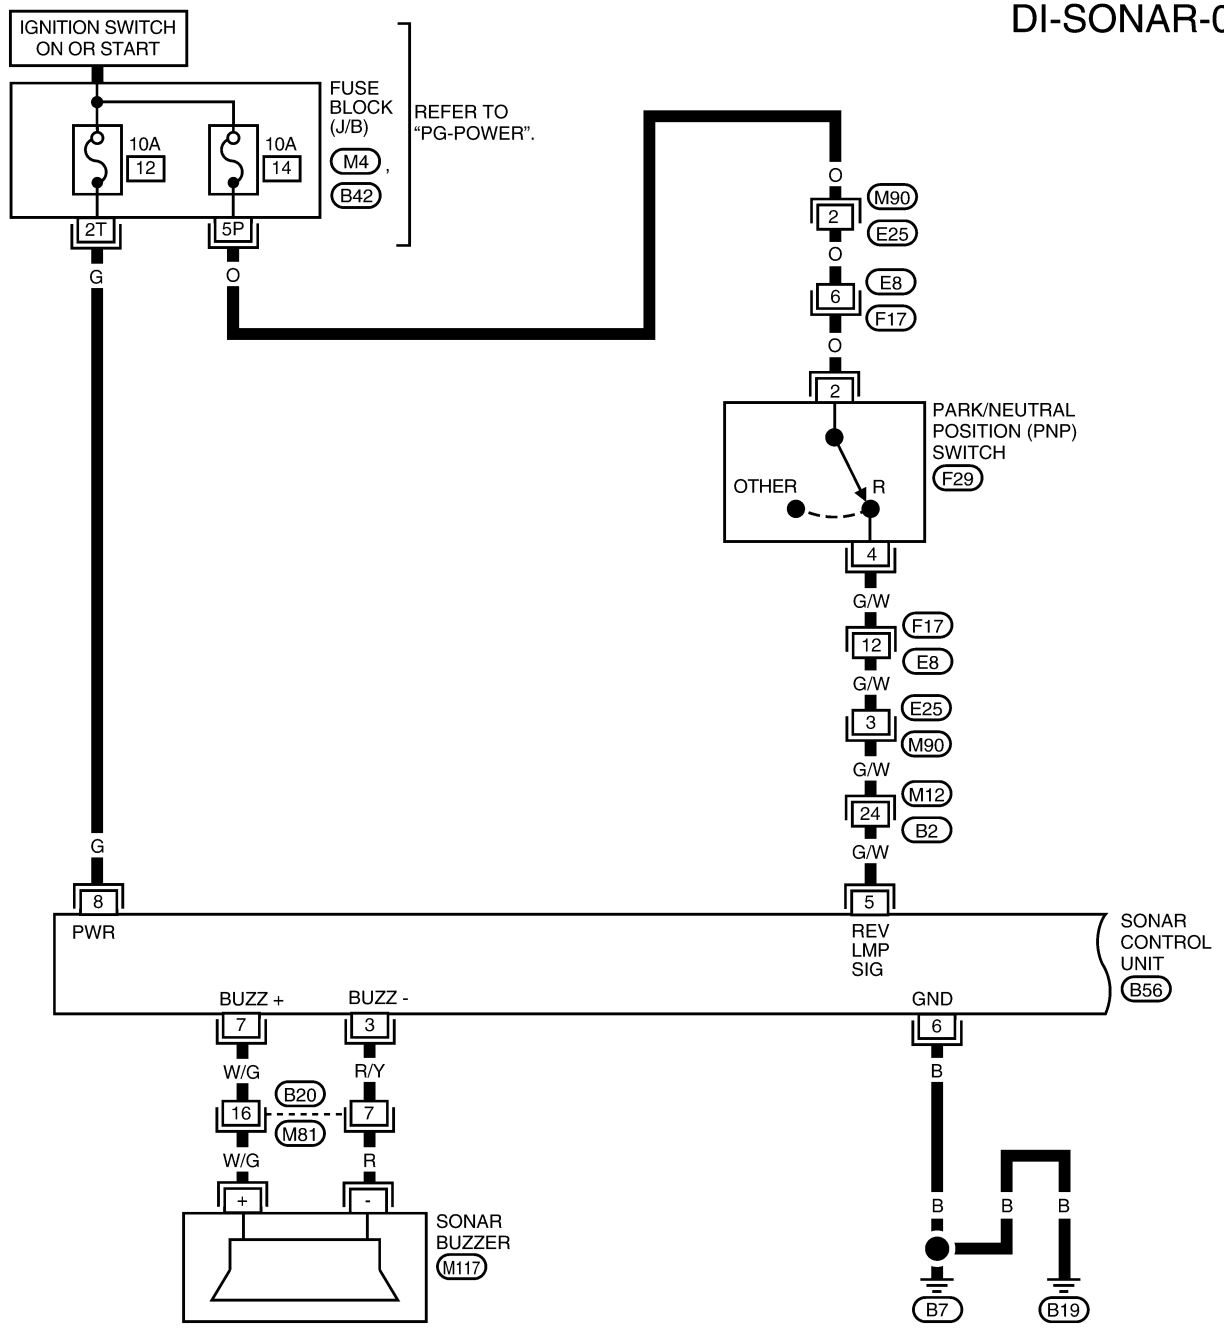 DI-SONAR-0
IGNITION SWITCH
ON OR START
FUSE
BLOCK
(J/B)
M4 ,
B42
REFER TO
“PG-POWER”.
10A
12
10A
14
2T
5P
G
O
O
2
M90
E25
O
6
E8
F17
O
2
PARK/NEUTRAL
POSITION (PNP)
SWITCH
F29
OTHER
R
4
G/W
12
F17
E8
G/W
3
E25
M90
G/W
24
M12
B2
G/W
G
8
5
PWR
REV
LMP
SIG
SONAR
CONTROL
UNIT
B56
BUZZ +
BUZZ -
GND
7
3
6
W/G
R/Y
B
16
B20
M81
7
W/G
R
+
-
SONAR
BUZZER
M117
B
B
B
B7
B19